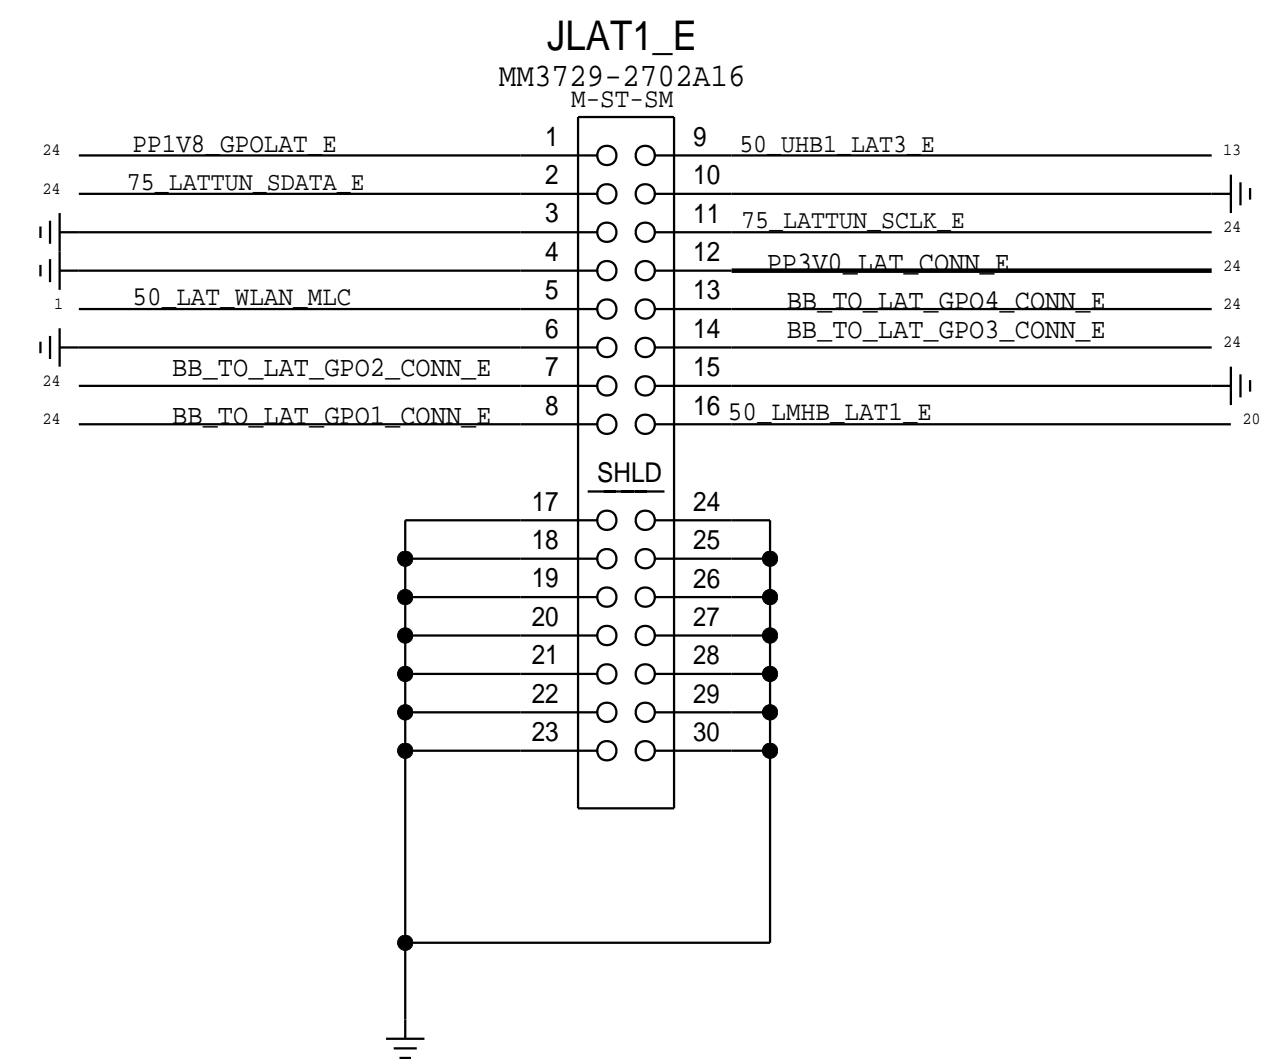 JLAT1_E
MM3729-2702A16
M-ST-SM
24 PP1V8_GPOLAT_E 1 9 50_UHB1_LAT3_E 13
24 75_LATTUN_SDATA_E 2 10
3 11 75_LATTUN_SCLK_E 24
4 12 PP3V0_LAT_CONN_E 24
1 50_LAT_WLAN_MLC 5 13 BB_TO_LAT_GPO4_CONN_E 24
6 14 BB_TO_LAT_GPO3_CONN_E 24
24 BB_TO_LAT_GPO2_CONN_E 7 15
24 BB_TO_LAT_GPO1_CONN_E 8 16 50_LMHB_LAT1_E 20
SHLD
17 24
18 25
19 26
20 27
21 28
22 29
23 30